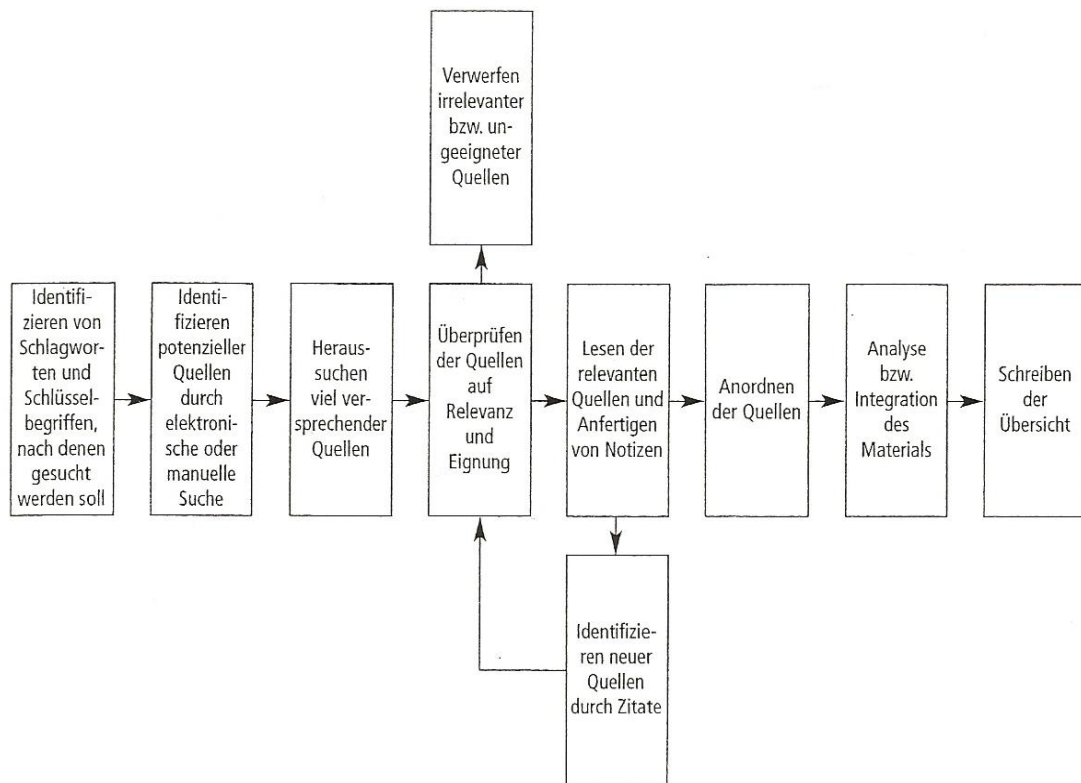 Verwerfen
irrelevanter
bzw. un-
geeigneter
Quellen
Identifi-
zieren von
Schlagwor-
ten und
Schlüssel-
begriffen,
nach denen
gesucht
werden soll
Identi-
fizieren
potenzieller
Quellen
durch
elektroni-
sche oder
manuelle
Suche
Heraus-
suchen
viel ver-
sprechender
Quellen
Überprüfen
der Quellen
auf
Relevanz
und
Eignung
Lesen der
relevanten
Quellen und
Anfertigen
von Notizen
Anordnen
der Quellen
Analyse
bzw.
Integration
des
Materials
Schreiben
der
Übersicht
Identifizie-
ren neuer
Quellen
durch Zitate